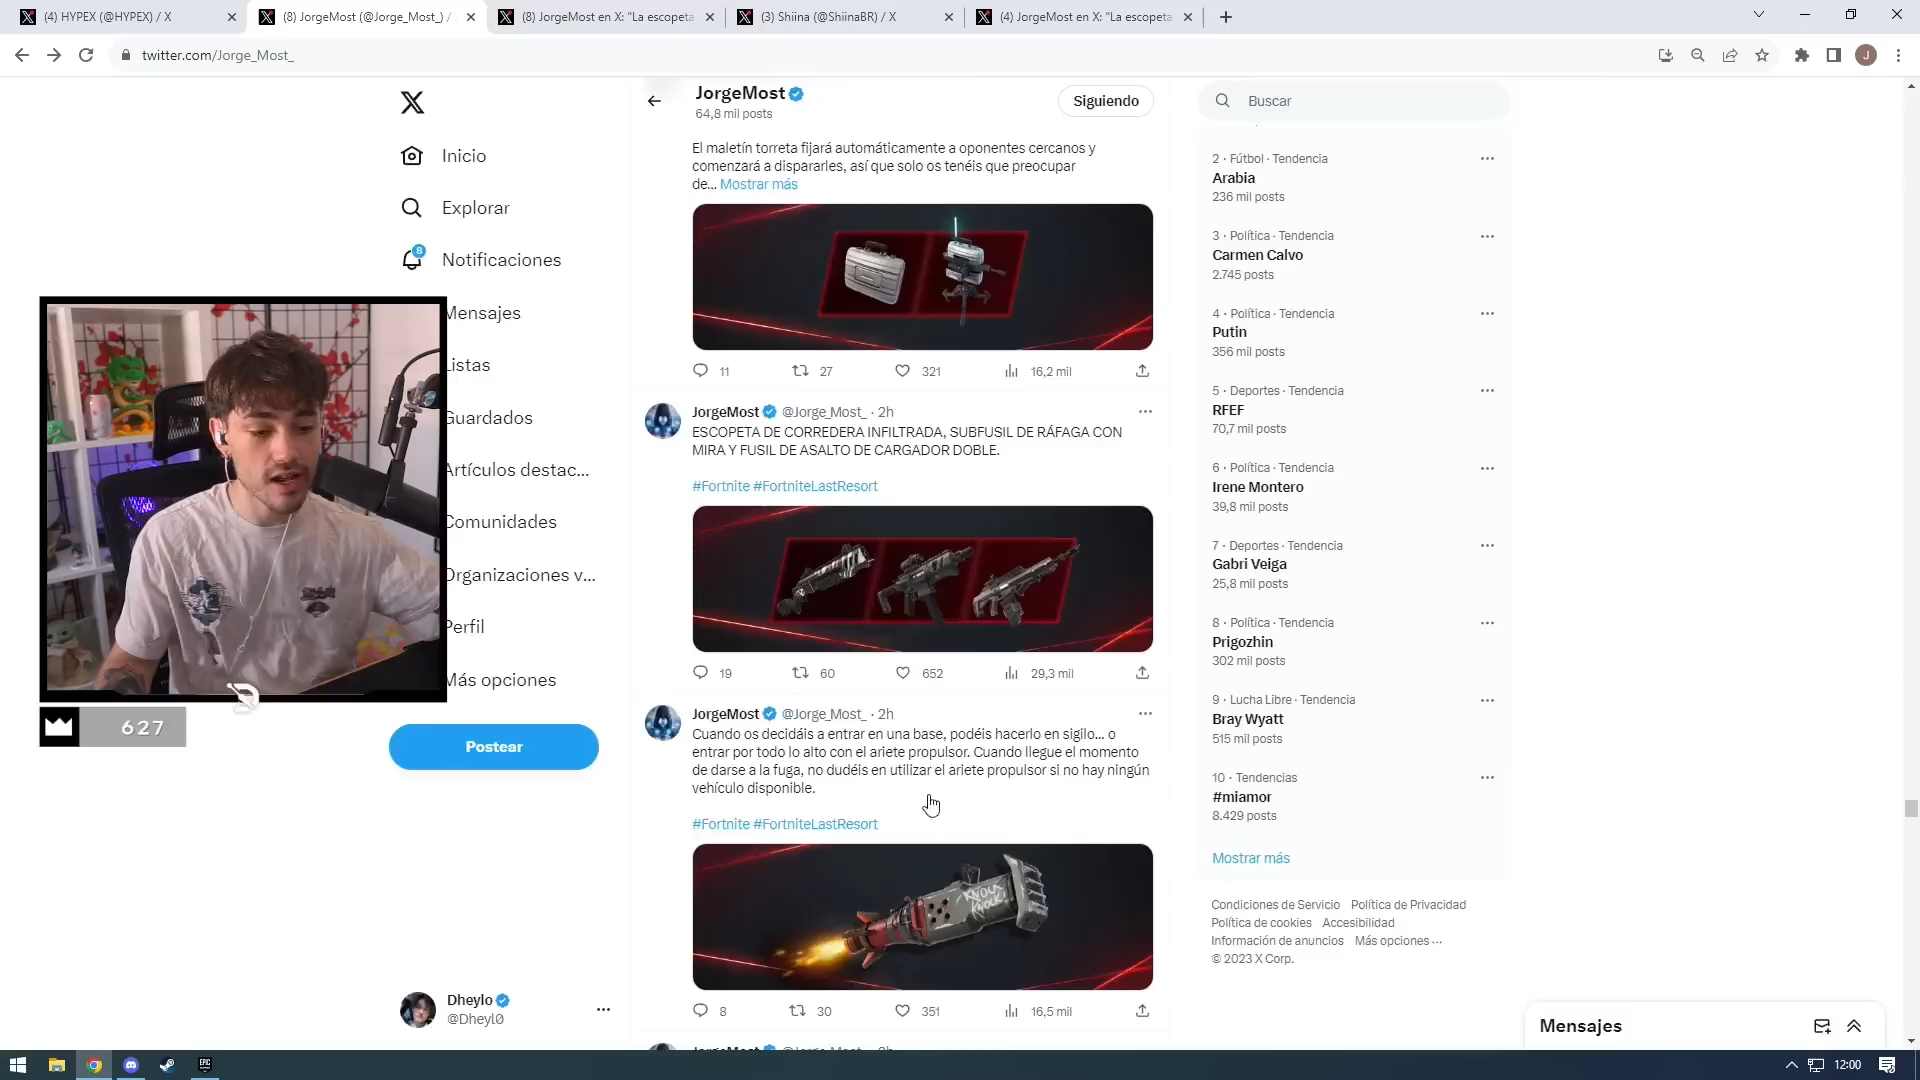 (4) HYPEX (@HYPEX) / X
(8) JorgeMost (@Jorge_Most_) /
(8) JorgeMost en X: "La escopeta
(3) Shiina (@ShiinaBR) / X
(4) JorgeMost en X: "La escopeta
twitter.com/Jorge_Most_
J
Inicio
Explorar
8
Notificaciones
Mensajes
Listas
Guardados
Artículos destac...
Comunidades
Organizaciones v...
Perfil
Más opciones
627
Postear
Dheylo
@Dheyl0
JorgeMost
64,8 mil posts
Siguiendo
El maletín torreta fijará automáticamente a oponentes cercanos y
comenzará a dispararles, así que solo os tenéis que preocupar
de... Mostrar más
11 27 321 16,2 mil
JorgeMost @Jorge_Most_ · 2h
ESCOPETA DE CORREDERA INFILTRADA, SUBFUSIL DE RÁFAGA CON
MIRA Y FUSIL DE ASALTO DE CARGADOR DOBLE.
#Fortnite #FortniteLastResort
19 60 652 29,3 mil
JorgeMost @Jorge_Most_ · 2h
Cuando os decidáis a entrar en una base, podéis hacerlo en sigilo... o
entrar por todo lo alto con el ariete propulsor. Cuando llegue el momento
de darse a la fuga, no dudéis en utilizar el ariete propulsor si no hay ningún
vehículo disponible.
#Fortnite #FortniteLastResort
KNOCK
KNOCK!
8 30 351 16,5 mil
Buscar
2 · Fútbol · Tendencia
Arabia
236 mil posts
3 · Política · Tendencia
Carmen Calvo
2.745 posts
4 · Política · Tendencia
Putin
356 mil posts
5 · Deportes · Tendencia
RFEF
70,7 mil posts
6 · Política · Tendencia
Irene Montero
39,8 mil posts
7 · Deportes · Tendencia
Gabri Veiga
25,8 mil posts
8 · Política · Tendencia
Prigozhin
302 mil posts
9 · Lucha Libre · Tendencia
Bray Wyatt
515 mil posts
10 · Tendencias
#miamor
8.429 posts
Mostrar más
Condiciones de Servicio Política de Privacidad
Política de cookies Accesibilidad
Información de anuncios Más opciones ···
© 2023 X Corp.
Mensajes
12:00